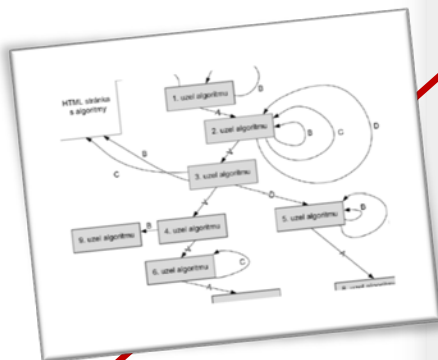 HTML stránka
s algoritmy
1. uzel algoritmu
B
A
2. uzel algoritmu
B
C
D
A
B
C
3. uzel algoritmu
A
D
9. uzel algoritmu
B
4. uzel algoritmu
5. uzel algoritmu
A
6. uzel algoritmu
C
A
A